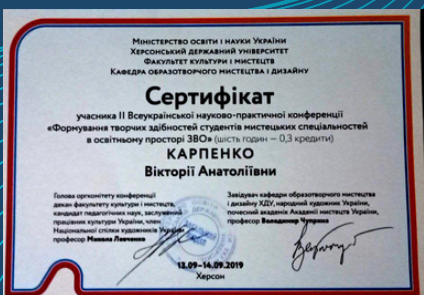 Міністерство освіти і науки України
Херсонський державний університет
Факультет культури і мистецтв
Кафедра образотворчого мистецтва і дизайну
Сертифікат
учасника ІІ Всеукраїнської науково-практичної конференції
«Формування творчих здібностей студентів мистецьких спеціальностей
в освітньому просторі ЗВО» (шість годин – 0,3 кредити)
КАРПЕНКО
Вікторії Анатоліївни
Голова оргкомітету конференції
декан факультету культури і мистецтв,
кандидат педагогічних наук, заслужений
працівник культури України, член
Національної спілки художників України
професор Микола Левченко
Завідувач кафедри образотворчого мистецтва
і дизайну ХДУ, народний художник України,
почесний академік Академії мистецтв України,
професор Володимир Чуприна
13.09–14.09.2019
Херсон